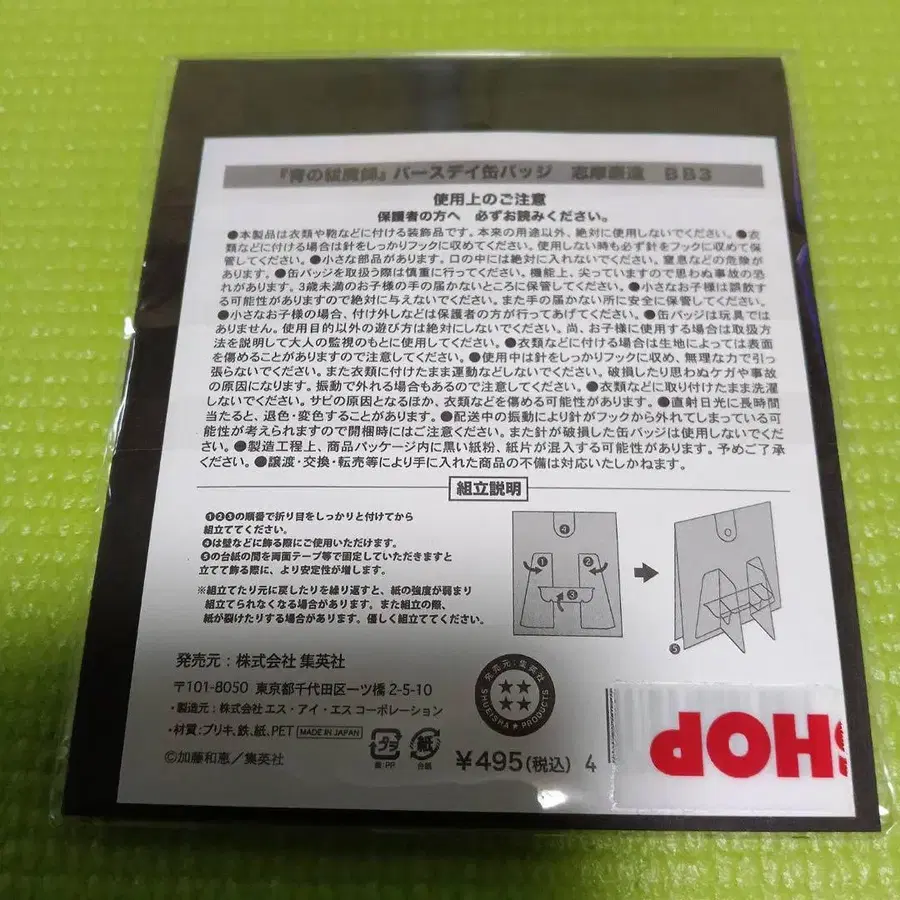 『青の祓魔師』バースデイ缶バッジ 志摩廉造 BB3
使用上のご注意
保護者の方へ 必ずお読みください。
●本製品は衣類や鞄などに付ける装飾品です。本来の用途以外、絶対に使用しないでください。●衣
類などに付ける場合は針をしっかりフックに収めてください。使用しない時も必ず針をフックに収めて保
管してください。●小さな部品があります。口の中には絶対に入れないでください。窒息などの危険が
あります。●缶バッジを取扱う際は慎重に行ってください。機能上、尖っていますので思わぬ事故の恐
れがあります。3歳未満のお子様の手の届かないところに保管してください。●小さなお子様は誤飲す
る可能性がありますので絶対に与えないでください。また手の届かない所に安全に保管してください。
●小さなお子様の場合、付け外しなどは保護者の方が行ってあげてください。●缶バッジは玩具では
ありません。使用目的以外の遊び方は絶対にしないでください。尚、お子様に使用する場合は取扱方
法を説明して大人の監視のもとに使用してください。●衣類などに付ける場合は生地によっては表面
を傷めることがありますので注意してください。●使用中は針をしっかりフックに収め、無理な力で引っ
張らないでください。また衣類に付けたまま運動などしないでください。破損したり思わぬケガや事故
の原因になります。振動で外れる場合もあるので注意してください。●衣類などに取り付けたまま洗濯
しないでください。サビの原因となるほか、衣類などを傷める可能性があります。●直射日光に長時間
当たると、退色・変色することがあります。●配送中の振動により針がフックから外れてしまっている可
能性が考えられますので開梱時にはご注意ください。また針が破損した缶バッジは使用しないでくだ
さい。●製造工程上、商品パッケージ内に黒い紙粉、紙片が混入する可能性があります。予めご了承
ください。●譲渡・交換・転売等により手に入れた商品の不備は対応いたしかねます。
組立説明
❶❷❸の順番で折り目をしっかりと付けてから
組立ててください。
❹は壁などに飾る際にご使用いただけます。
❺の台紙の間を両面テープ等で固定していただきますと
立てて飾る際に、より安定性が増します。
※組立てたり元に戻したりを繰り返すと、紙の強度が弱まり
組立てられなくなる場合があります。また組立の際、
紙が裂けたりする場合があります。優しく組立ててください。
❶
❷
❸
❹
❺
発売元：株式会社 集英社
〒101-8050 東京都千代田区一ツ橋2-5-10
・製造元：株式会社 エス・アイ・エス コーポレーション
・材質：ブリキ、鉄、紙、PET MADE IN JAPAN
©加藤和恵／集英社
発売元：集英社
SHUEISHA PRODUCTS
プラ
袋:PP
紙
台紙
¥495(税込) 4
SHOP